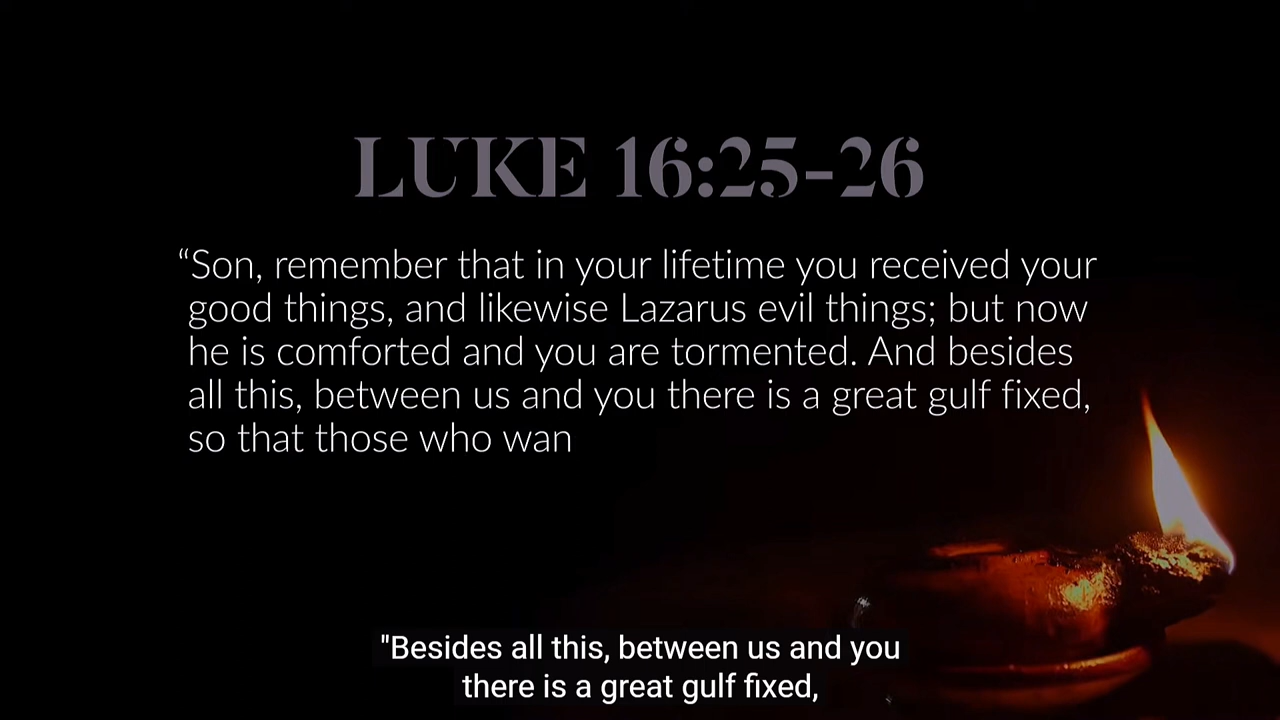 LUKE 16:25-26
“Son, remember that in your lifetime you received your
good things, and likewise Lazarus evil things; but now
he is comforted and you are tormented. And besides
all this, between us and you there is a great gulf fixed,
so that those who wan
"Besides all this, between us and you
there is a great gulf fixed,